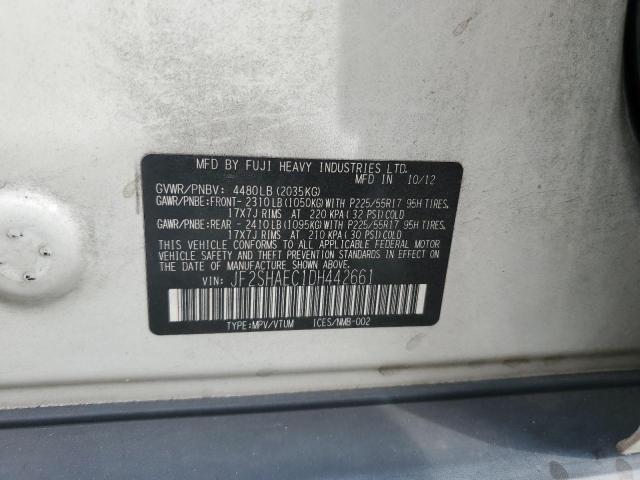 MFD BY FUJI HEAVY INDUSTRIES LTD.
MFD IN 10/12
GVWR/PNBV: 4480LB (2035KG)
GAWR/PNBE:FRONT- 2310LB(1050KG)WITH P225/55R17 95H TIRES,
17X7J RIMS AT 220 KPA( 32 PSI)COLD
GAWR/PNBE:REAR - 2410LB(1095KG)WITH P225/55R17 95H TIRES,
17X7J RIMS AT 210 KPA( 30 PSI)COLD
THIS VEHICLE CONFORMS TO ALL APPLICABLE FEDERAL MOTOR
VEHICLE SAFETY STANDARDS IN EFFECT ON THE DATE OF
MANUFACTURE SHOWN ABOVE.
VIN: JF2SHAEC1DH442661
TYPE:MPV/VTUM ICES/NMB-002